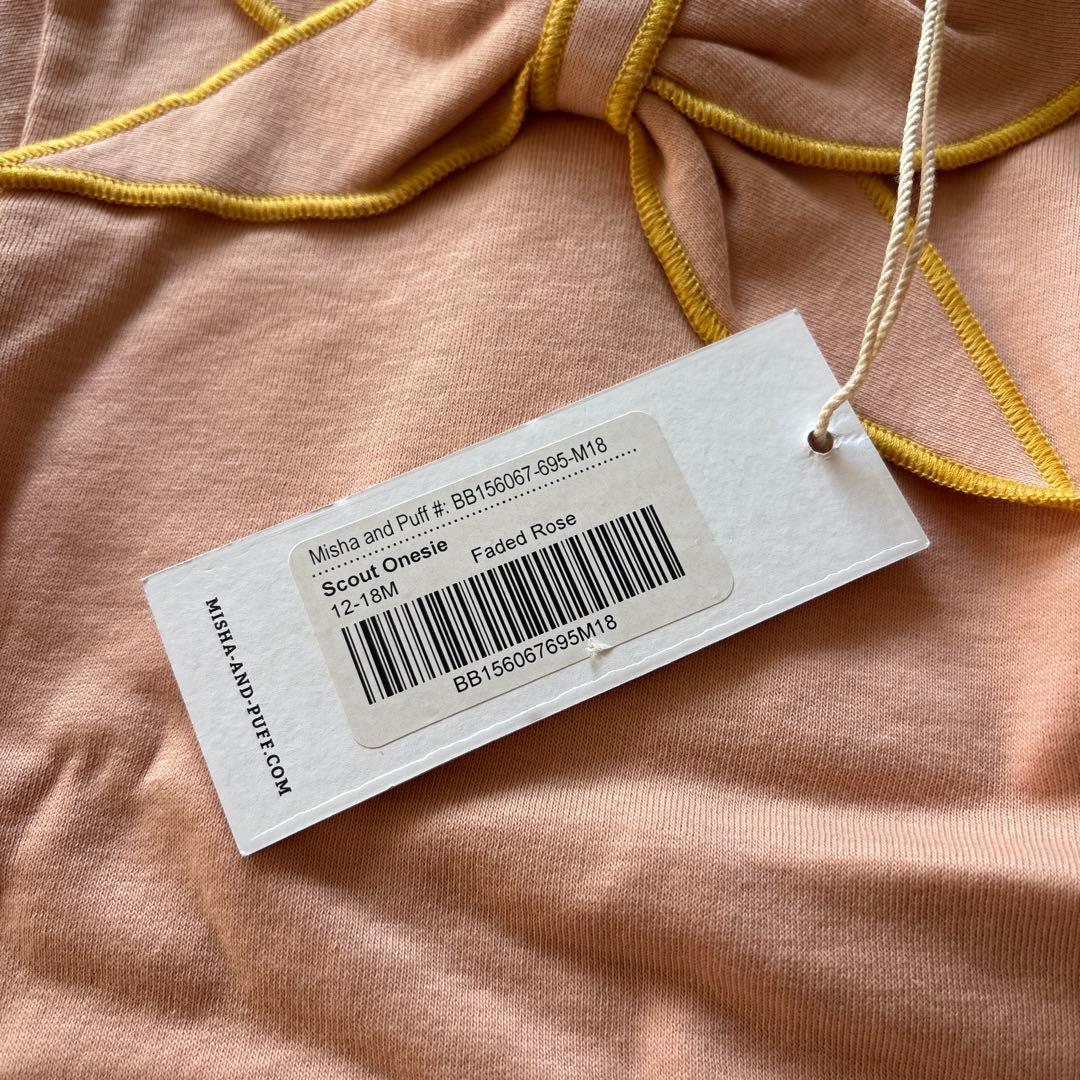 Misha and Puff #: BB156067-695-M18
Scout Onesie Faded Rose
12-18M
BB156067695M18
MISHA-AND-PUFF.COM